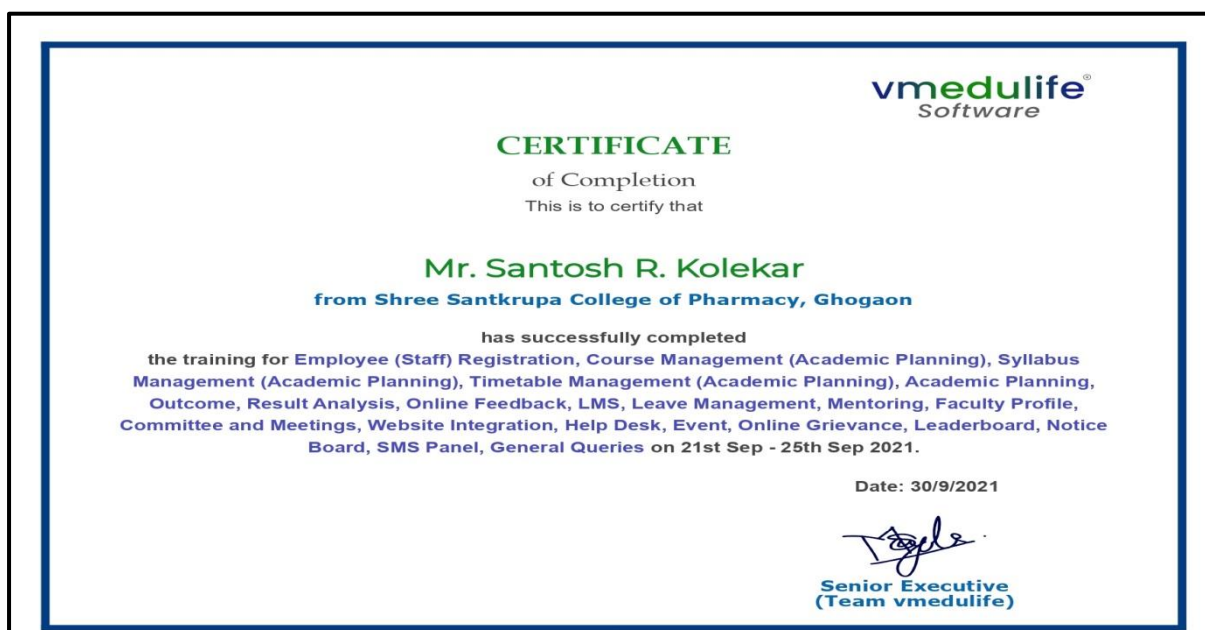 vmedulife®
Software
CERTIFICATE
of Completion
This is to certify that
Mr. Santosh R. Kolekar
from Shree Santkrupa College of Pharmacy, Ghogaon
has successfully completed
the training for Employee (Staff) Registration, Course Management (Academic Planning), Syllabus
Management (Academic Planning), Timetable Management (Academic Planning), Academic Planning,
Outcome, Result Analysis, Online Feedback, LMS, Leave Management, Mentoring, Faculty Profile,
Committee and Meetings, Website Integration, Help Desk, Event, Online Grievance, Leaderboard, Notice
Board, SMS Panel, General Queries on 21st Sep - 25th Sep 2021.
Date: 30/9/2021
Senior Executive
(Team vmedulife)